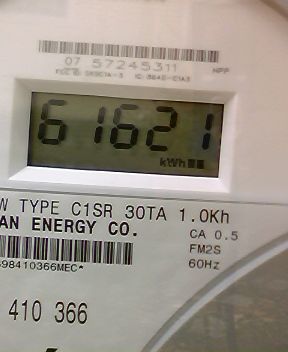 07 57245311
NPP
61621
kWh
W TYPE C1SR 30TA 1.0Kh
AN ENERGY CO.
CA 0.5
FM2S
98410366MEC*
60Hz
410 366